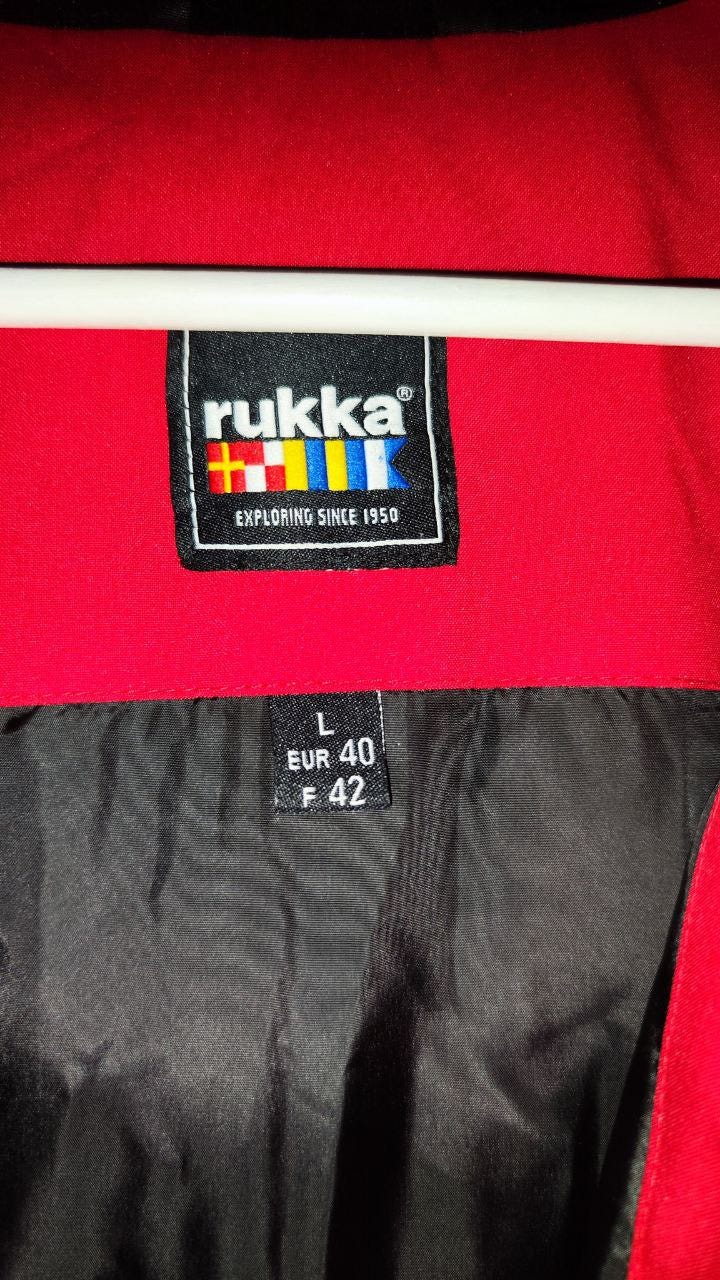 rukka®
EXPLORING SINCE 1950
L
EUR 40
F 42